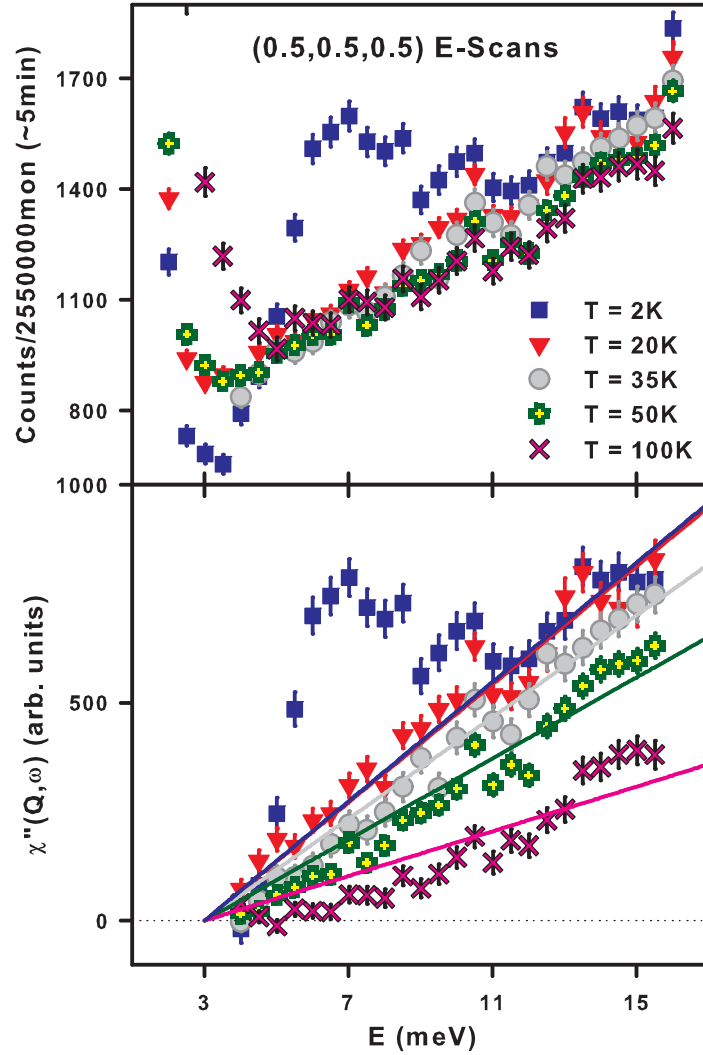 (0.5,0.5,0.5) E-Scans
Counts/2550000mon (~5min)
1700
1400
1100
800
T = 2K
T = 20K
T = 35K
T = 50K
T = 100K
χ"(Q,ω) (arb. units)
1000
500
0
3
7
11
15
E (meV)